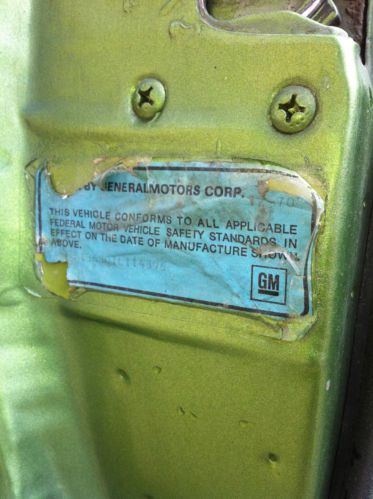 BY GENERAL MOTORS CORP.
THIS VEHICLE CONFORMS TO ALL APPLICABLE
FEDERAL MOTOR VEHICLE SAFETY STANDARDS IN
EFFECT ON THE DATE OF MANUFACTURE SHOWN
ABOVE.
GM